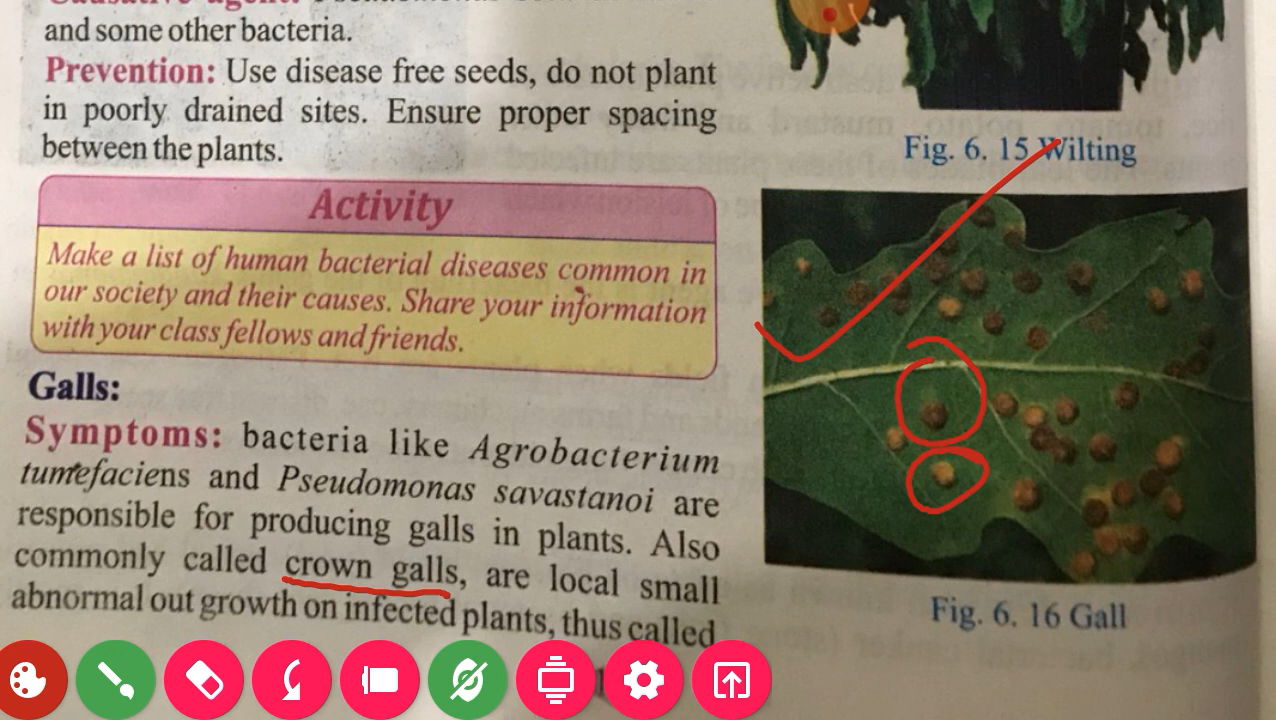 and some other bacteria.
Prevention: Use disease free seeds, do not plant
in poorly drained sites. Ensure proper spacing
between the plants.
Activity
Make a list of human bacterial diseases common in
our society and their causes. Share your information
with your class fellows and friends.
Galls:
Symptoms: bacteria like Agrobacterium
tumefaciens and Pseudomonas savastanoi are
responsible for producing galls in plants. Also
commonly called crown galls, are local small
abnormal out growth on infected plants, thus called
Fig. 6. 15 Wilting
Fig. 6. 16 Gall